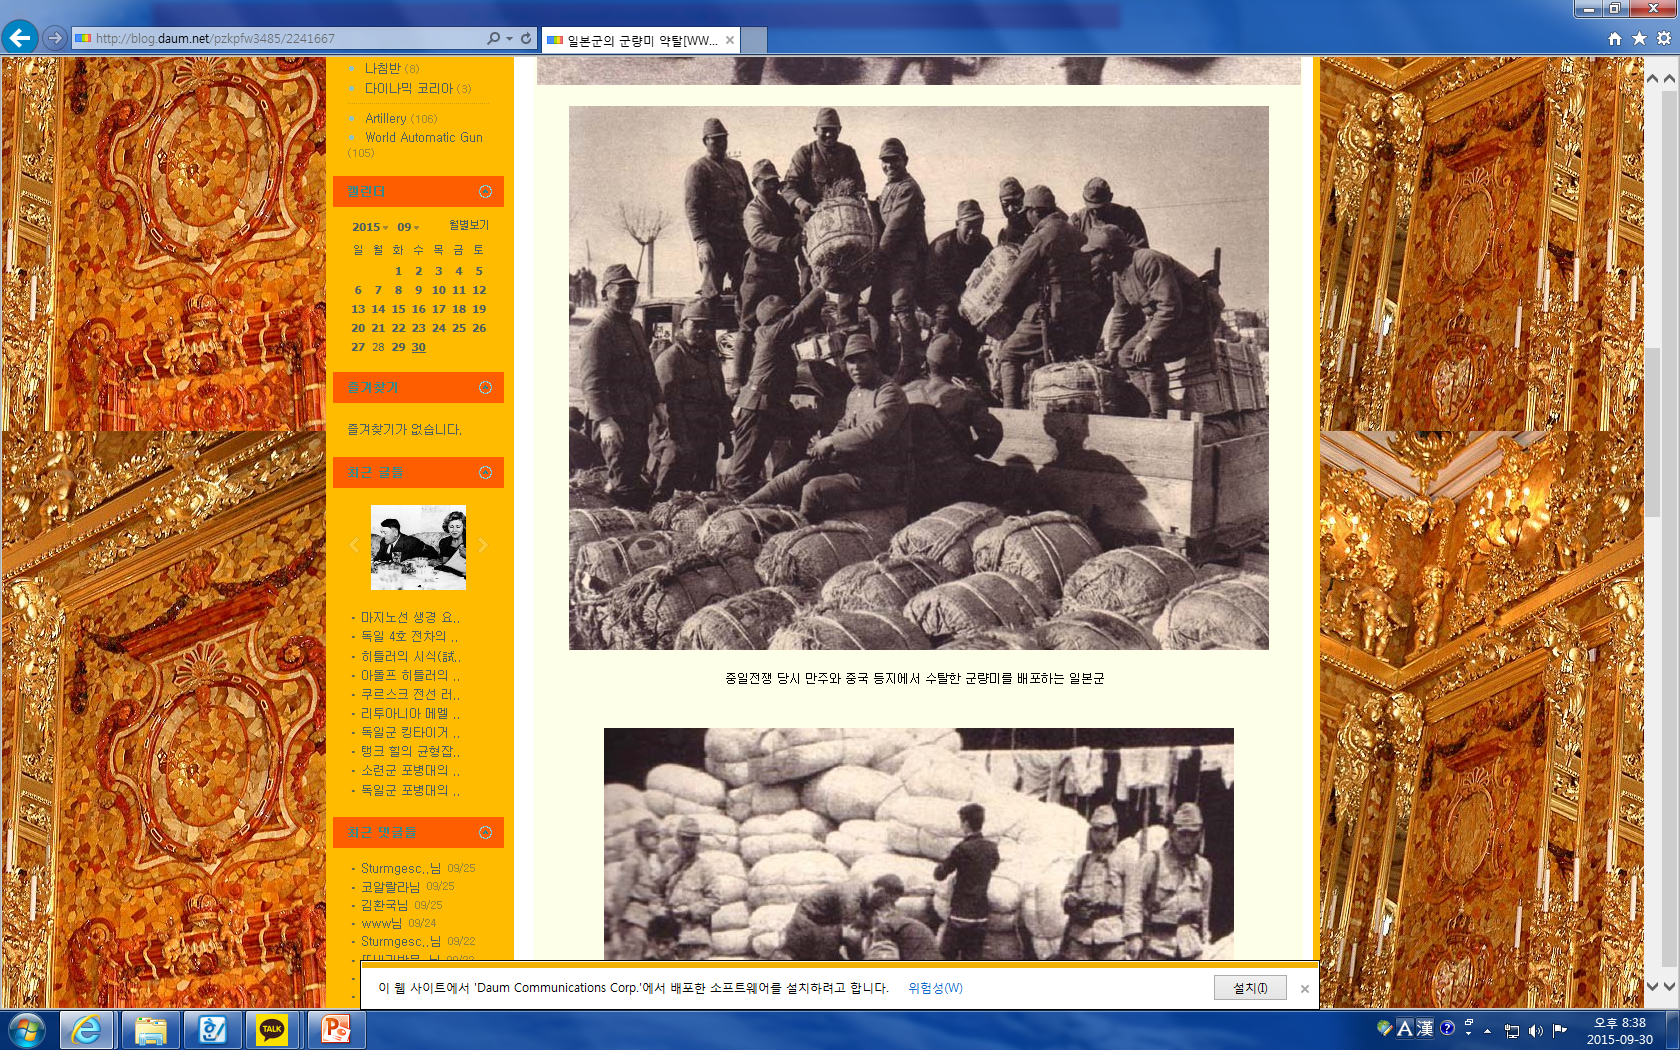 http://blog.daum.net/pzkpfw3485/2241667
일본군의 군량미 약탈[WW...
나침반 (8)
다이나믹 코리아 (3)
Artillery (106)
World Automatic Gun
(105)
캘린더
2015 09 월별보기
일 월 화 수 목 금 토
1 2 3 4 5
6 7 8 9 10 11 12
13 14 15 16 17 18 19
20 21 22 23 24 25 26
27 28 29 30
즐겨찾기
즐겨찾기가 없습니다.
최근 글들
마지노선 생경 요..
독일 4호 전차의 ..
히틀러의 시식(試..
아돌프 히틀러의 ..
쿠르스크 전선 러..
리투아니아 메멜 ..
독일군 킹타이거 ..
탱크 힐의 균형잡..
소련군 포병대의 ..
독일군 포병대의 ..
최근 댓글들
Sturmgesc..님 09/25
코알랄라님 09/25
김환국님 09/25
www님 09/24
Sturmgesc..님 09/22
중일전쟁 당시 만주와 중국 등지에서 수탈한 군량미를 배포하는 일본군
이 웹 사이트에서 'Daum Communications Corp.'에서 배포한 소프트웨어를 설치하려고 합니다. 위험성(W) 설치(I)
TALK
A 漢
오후 8:38
2015-09-30